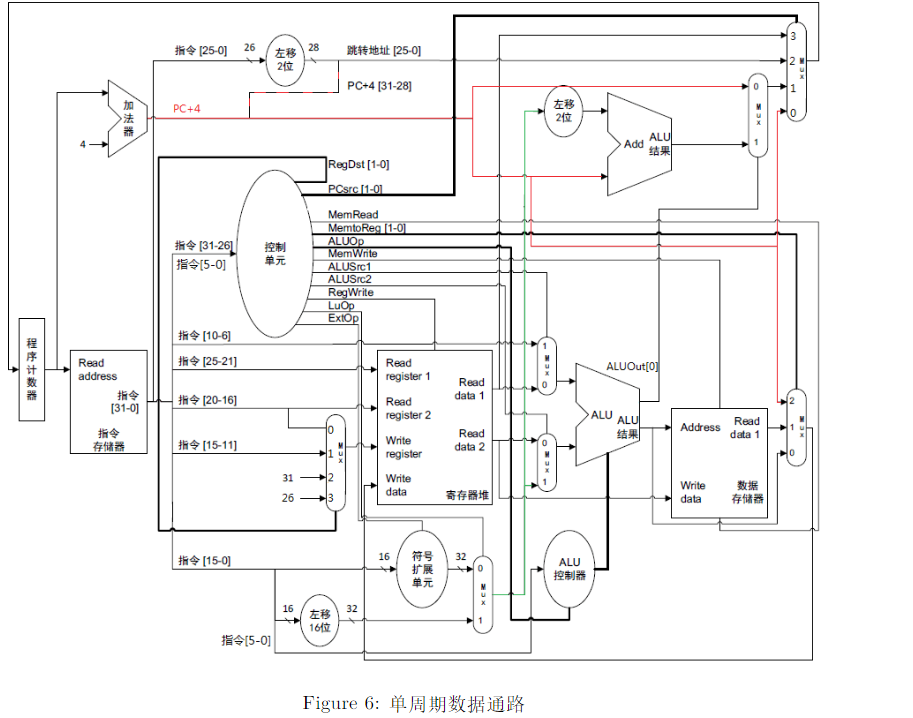 指令 [25-0]
26
左移
2位
28
跳转地址 [25-0]
PC+4 [31-28]
3
2
1
0
Mux
加
法
器
4
PC+4
左移
2位
Add
ALU
结果
0
Mux
1
RegDst [1-0]
PCsrc [1-0]
MemRead
MemtoReg [1-0]
ALUOp
MemWrite
ALUSrc1
ALUSrc2
RegWrite
LuOp
ExtOp
控制
单元
指令 [31-26]
指令[5-0]
程
序
计
数
器
Read
address
指令
[31-0]
指令
存储器
指令 [10-6]
指令 [25-21]
指令 [20-16]
指令 [15-11]
31
26
0
1
2
3
Mux
Read
register 1
Read
register 2
Write
register
Write
data
Read
data 1
Read
data 2
寄存器堆
1
Mux
0
0
Mux
1
ALU
ALU
结果
ALUOut[0]
Address
Read
data 1
Write
data
数据
存储器
2
1
0
Mux
指令 [15-0]
16
符号
扩展
单元
32
0
Mux
1
16
左移
16位
32
指令[5-0]
ALU
控制器
Figure 6: 单周期数据通路